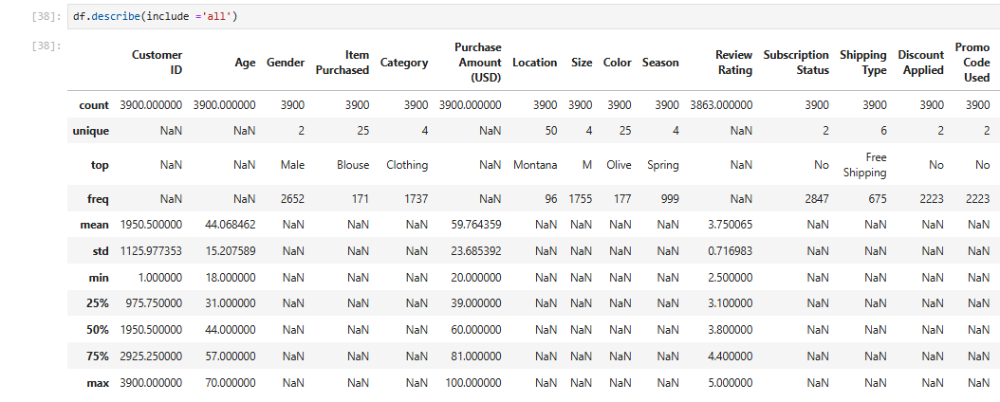 [38]: df.describe(include ='all')
[38]:
Customer ID Age Gender Item Purchased Category Purchase Amount (USD) Location Size Color Season Review Rating Subscription Status Shipping Type Discount Applied Promo Code Used
count 3900.000000 3900.000000 3900 3900 3900 3900.000000 3900 3900 3900 3900 3863.000000 3900 3900 3900 3900
unique NaN NaN 2 25 4 NaN 50 4 25 4 NaN 2 6 2 2
top NaN NaN Male Blouse Clothing NaN Montana M Olive Spring NaN No Free Shipping No No
freq NaN NaN 2652 171 1737 NaN 96 1755 177 999 NaN 2847 675 2223 2223
mean 1950.500000 44.068462 NaN NaN NaN 59.764359 NaN NaN NaN NaN 3.750065 NaN NaN NaN NaN
std 1125.977353 15.207589 NaN NaN NaN 23.685392 NaN NaN NaN NaN 0.716983 NaN NaN NaN NaN
min 1.000000 18.000000 NaN NaN NaN 20.000000 NaN NaN NaN NaN 2.500000 NaN NaN NaN NaN
25% 975.750000 31.000000 NaN NaN NaN 39.000000 NaN NaN NaN NaN 3.100000 NaN NaN NaN NaN
50% 1950.500000 44.000000 NaN NaN NaN 60.000000 NaN NaN NaN NaN 3.800000 NaN NaN NaN NaN
75% 2925.250000 57.000000 NaN NaN NaN 81.000000 NaN NaN NaN NaN 4.400000 NaN NaN NaN NaN
max 3900.000000 70.000000 NaN NaN NaN 100.000000 NaN NaN NaN NaN 5.000000 NaN NaN NaN NaN